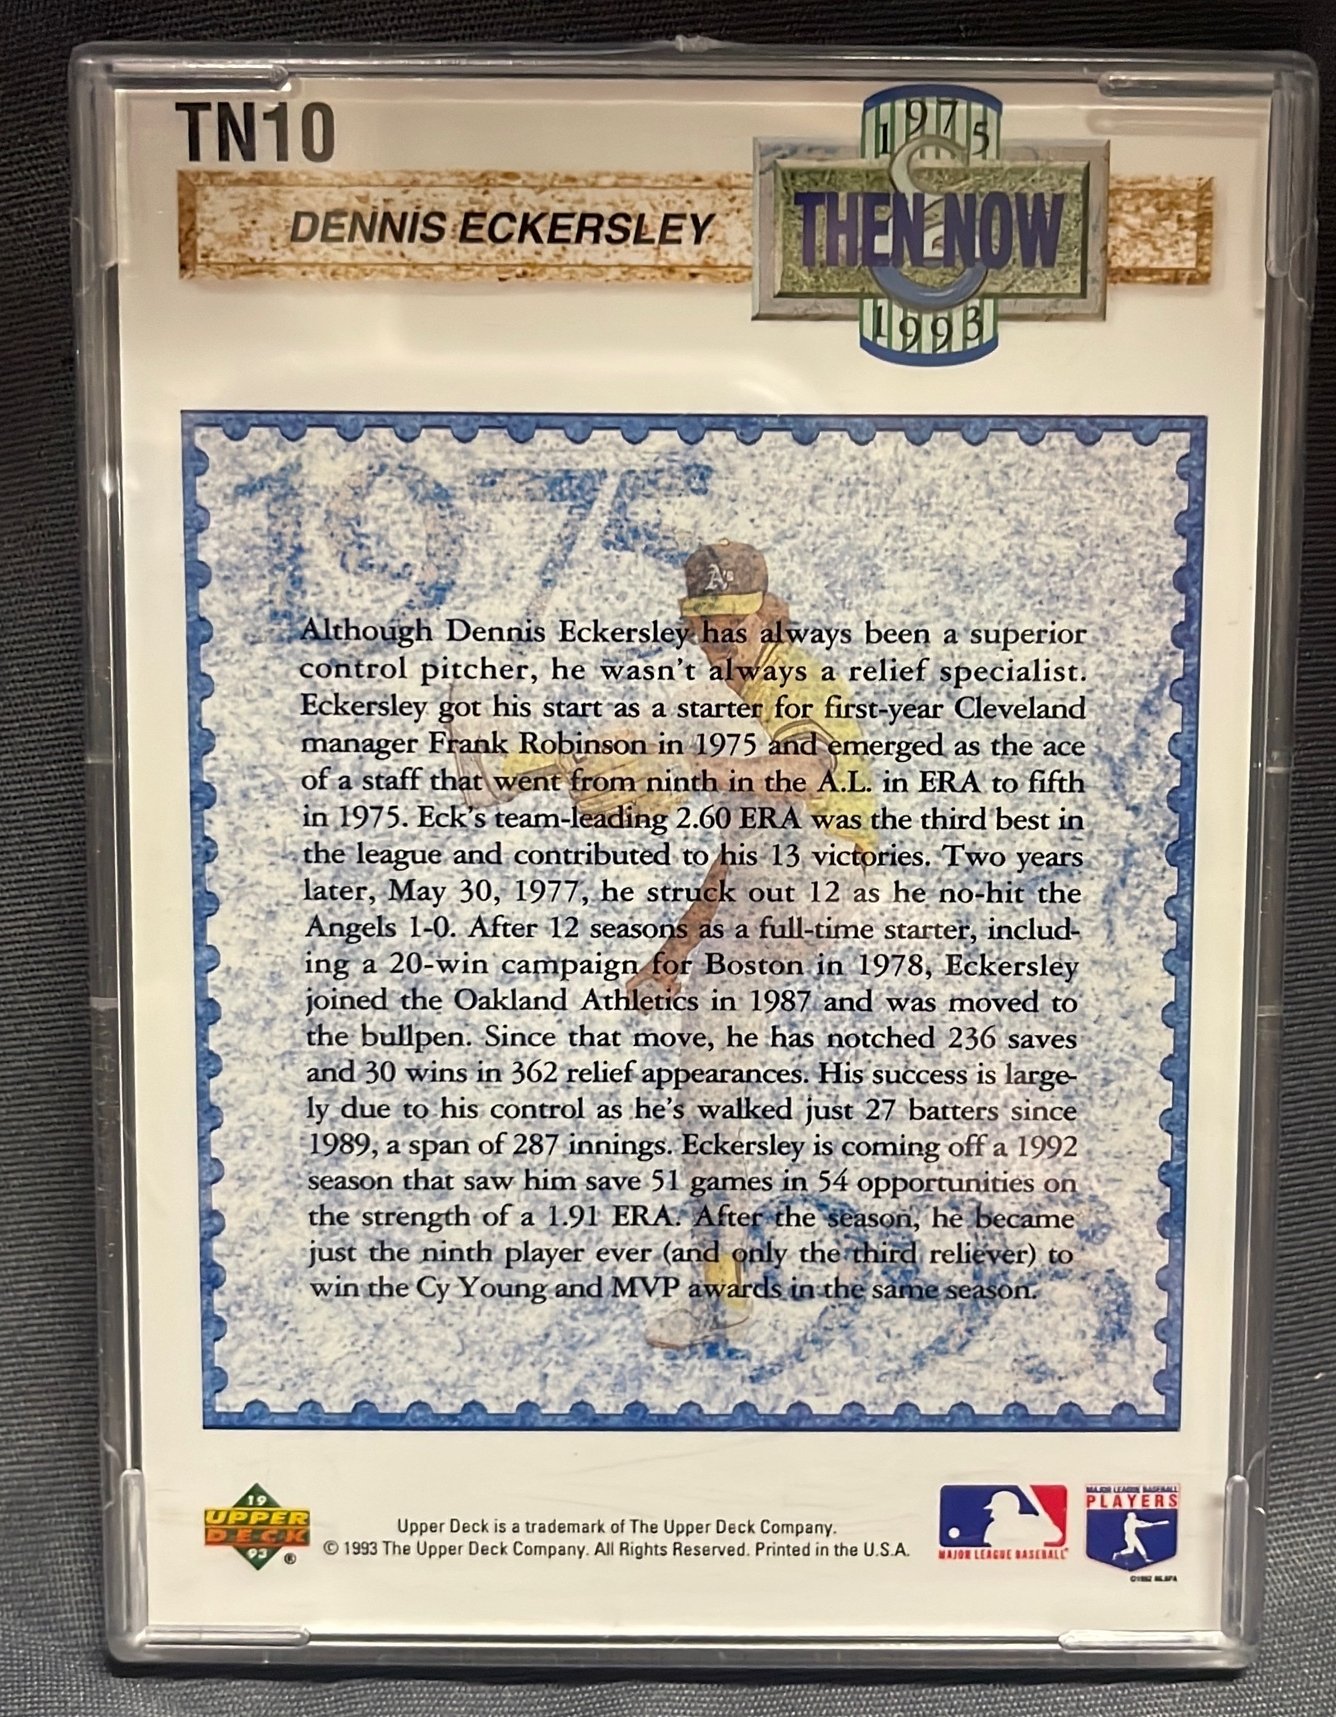 TN10
DENNIS ECKERSLEY
1975
THEN & NOW
1993
1975
Although Dennis Eckersley has always been a superior
control pitcher, he wasn't always a relief specialist.
Eckersley got his start as a starter for first-year Cleveland
manager Frank Robinson in 1975 and emerged as the ace
of a staff that went from ninth in the A.L. in ERA to fifth
in 1975. Eck's team-leading 2.60 ERA was the third best in
the league and contributed to his 13 victories. Two years
later, May 30, 1977, he struck out 12 as he no-hit the
Angels 1-0. After 12 seasons as a full-time starter, includ-
ing a 20-win campaign for Boston in 1978, Eckersley
joined the Oakland Athletics in 1987 and was moved to
the bullpen. Since that move, he has notched 236 saves
and 30 wins in 362 relief appearances. His success is large-
ly due to his control as he's walked just 27 batters since
1989, a span of 287 innings. Eckersley is coming off a 1992
season that saw him save 51 games in 54 opportunities on
the strength of a 1.91 ERA. After the season, he became
just the ninth player ever (and only the third reliever) to
win the Cy Young and MVP awards in the same season.
A's
19
UPPER
DECK
93 ®
Upper Deck is a trademark of The Upper Deck Company.
© 1993 The Upper Deck Company. All Rights Reserved. Printed in the U.S.A.
MAJOR LEAGUE BASEBALL
MAJOR LEAGUE BASEBALL
PLAYERS
©1992 MLBPA